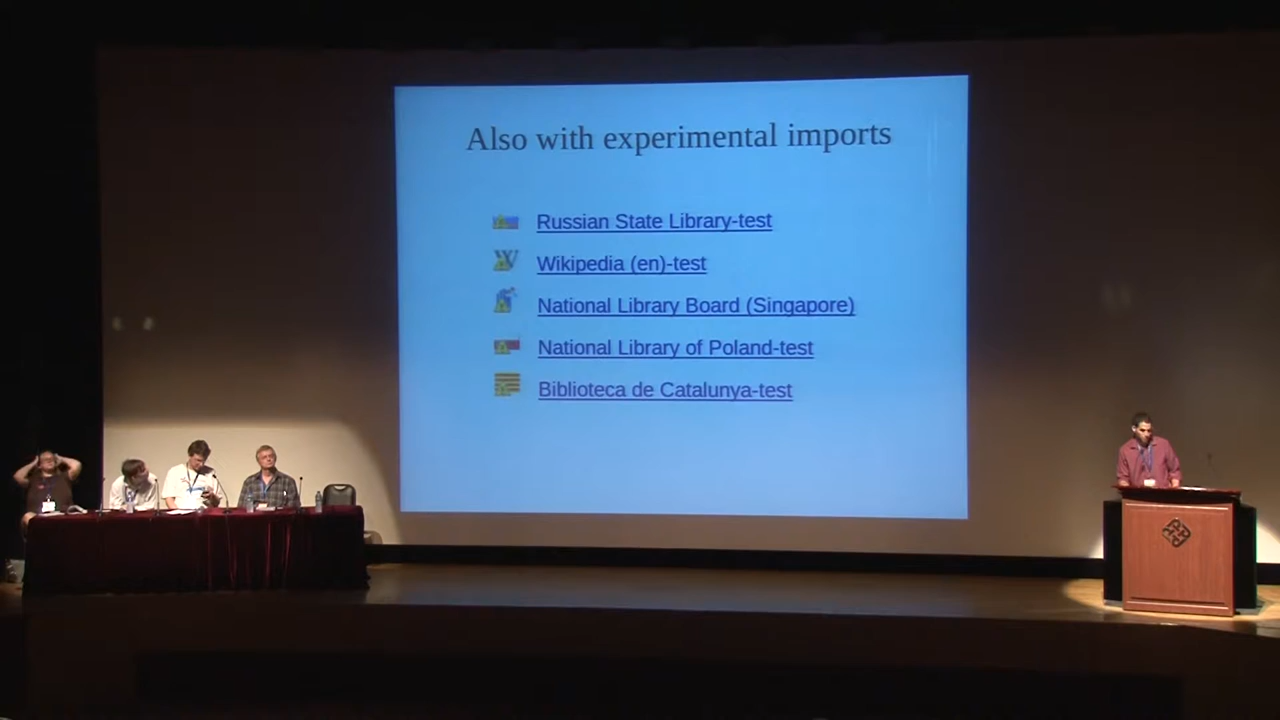 Also with experimental imports
Russian State Library-test
Wikipedia (en)-test
National Library Board (Singapore)
National Library of Poland-test
Biblioteca de Catalunya-test